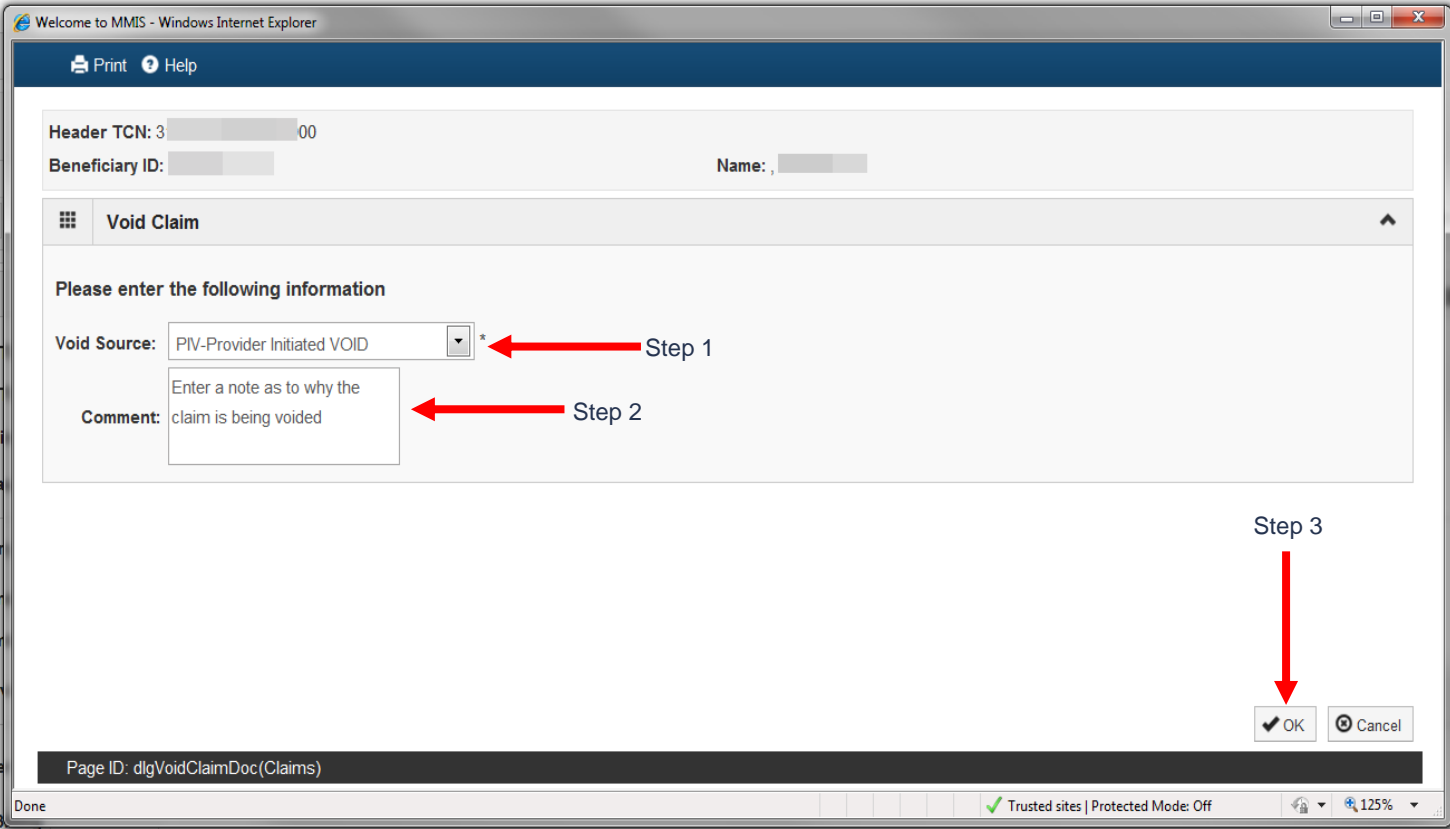 Welcome to MMIS - Windows Internet Explorer
Print Help
Header TCN: 3 00
Beneficiary ID: Name: ,
Void Claim
Please enter the following information
Void Source: PIV-Provider Initiated VOID * Step 1
Enter a note as to why the
Comment: claim is being voided Step 2
Step 3
OK Cancel
Page ID: dlgVoidClaimDoc(Claims)
Done Trusted sites | Protected Mode: Off 125%